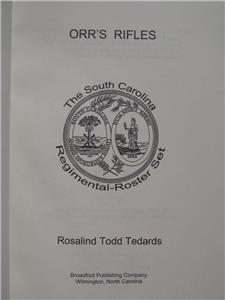 ORR'S RIFLES
The South Carolina
Regimental-Roster Set
Rosalind Todd Tedards
Broadfoot Publishing Company
Wilmington, North Carolina